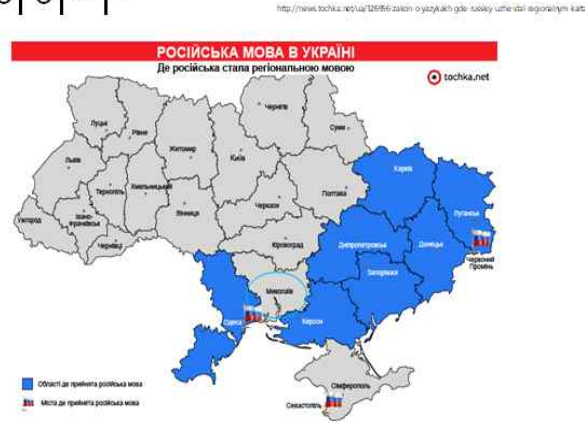 http://news.tochka.net/ua/126956-zakon-o-yazykakh-gde-russkiy-uzhe-stal-regionalnym-karta
РОСІЙСЬКА МОВА В УКРАЇНІ
Де російська стала регіональною мовою
tochka.net
Чернігів
Луцьк
Рівне
Суми
Житомир
Київ
Харків
Львів
Тернопіль
Хмельницький
Полтава
Луганськ
Ужгород
Івано-
Франківськ
Вінниця
Черкаси
Чернівці
Кіровоград
Дніпропетровськ
Донецьк
Червоний
Промінь
Запоріжжя
Миколаїв
Одеса
Херсон
Сімферополь
Севастопіль
Області де прийнята російська мова
Міста де прийнята російська мова